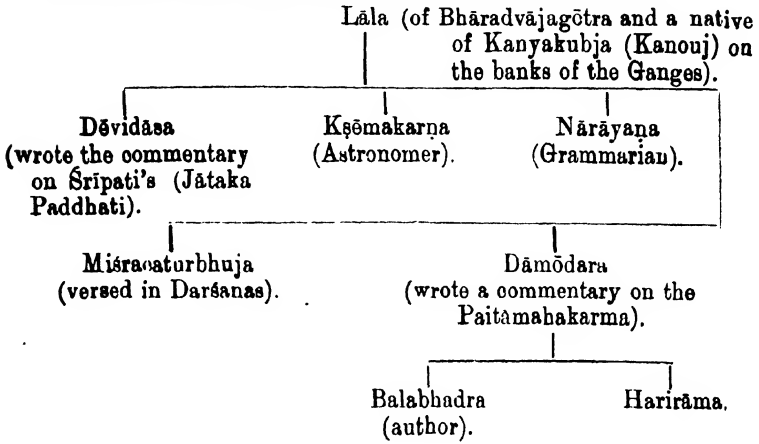 Lāla (of Bhāradvājagōtra and a native
of Kanyakubja (Kanouj) on
the banks of the Ganges).
Dēvidāsa
(wrote the commentary
on Śrīpati's (Jātaka
Paddhati).
Kṣēmakarṇa
(Astronomer).
Nārāyaṇa
(Grammarian).
Miśracaturbhuja
(versed in Darśanas).
Dāmōdara
(wrote a commentary on the
Paitāmahakarma).
Balabhadra
(author).
Harirāma.